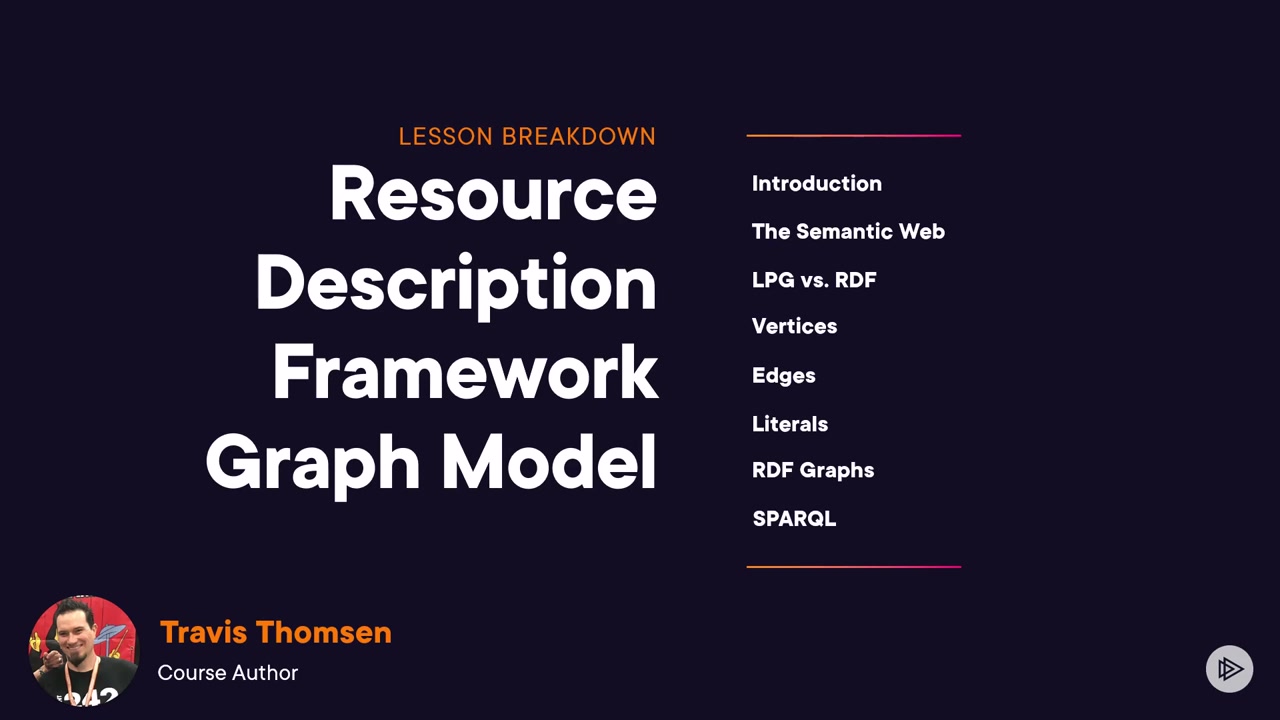 LESSON BREAKDOWN
Resource
Description
Framework
Graph Model
Introduction
The Semantic Web
LPG vs. RDF
Vertices
Edges
Literals
RDF Graphs
SPARQL
Travis Thomsen
Course Author